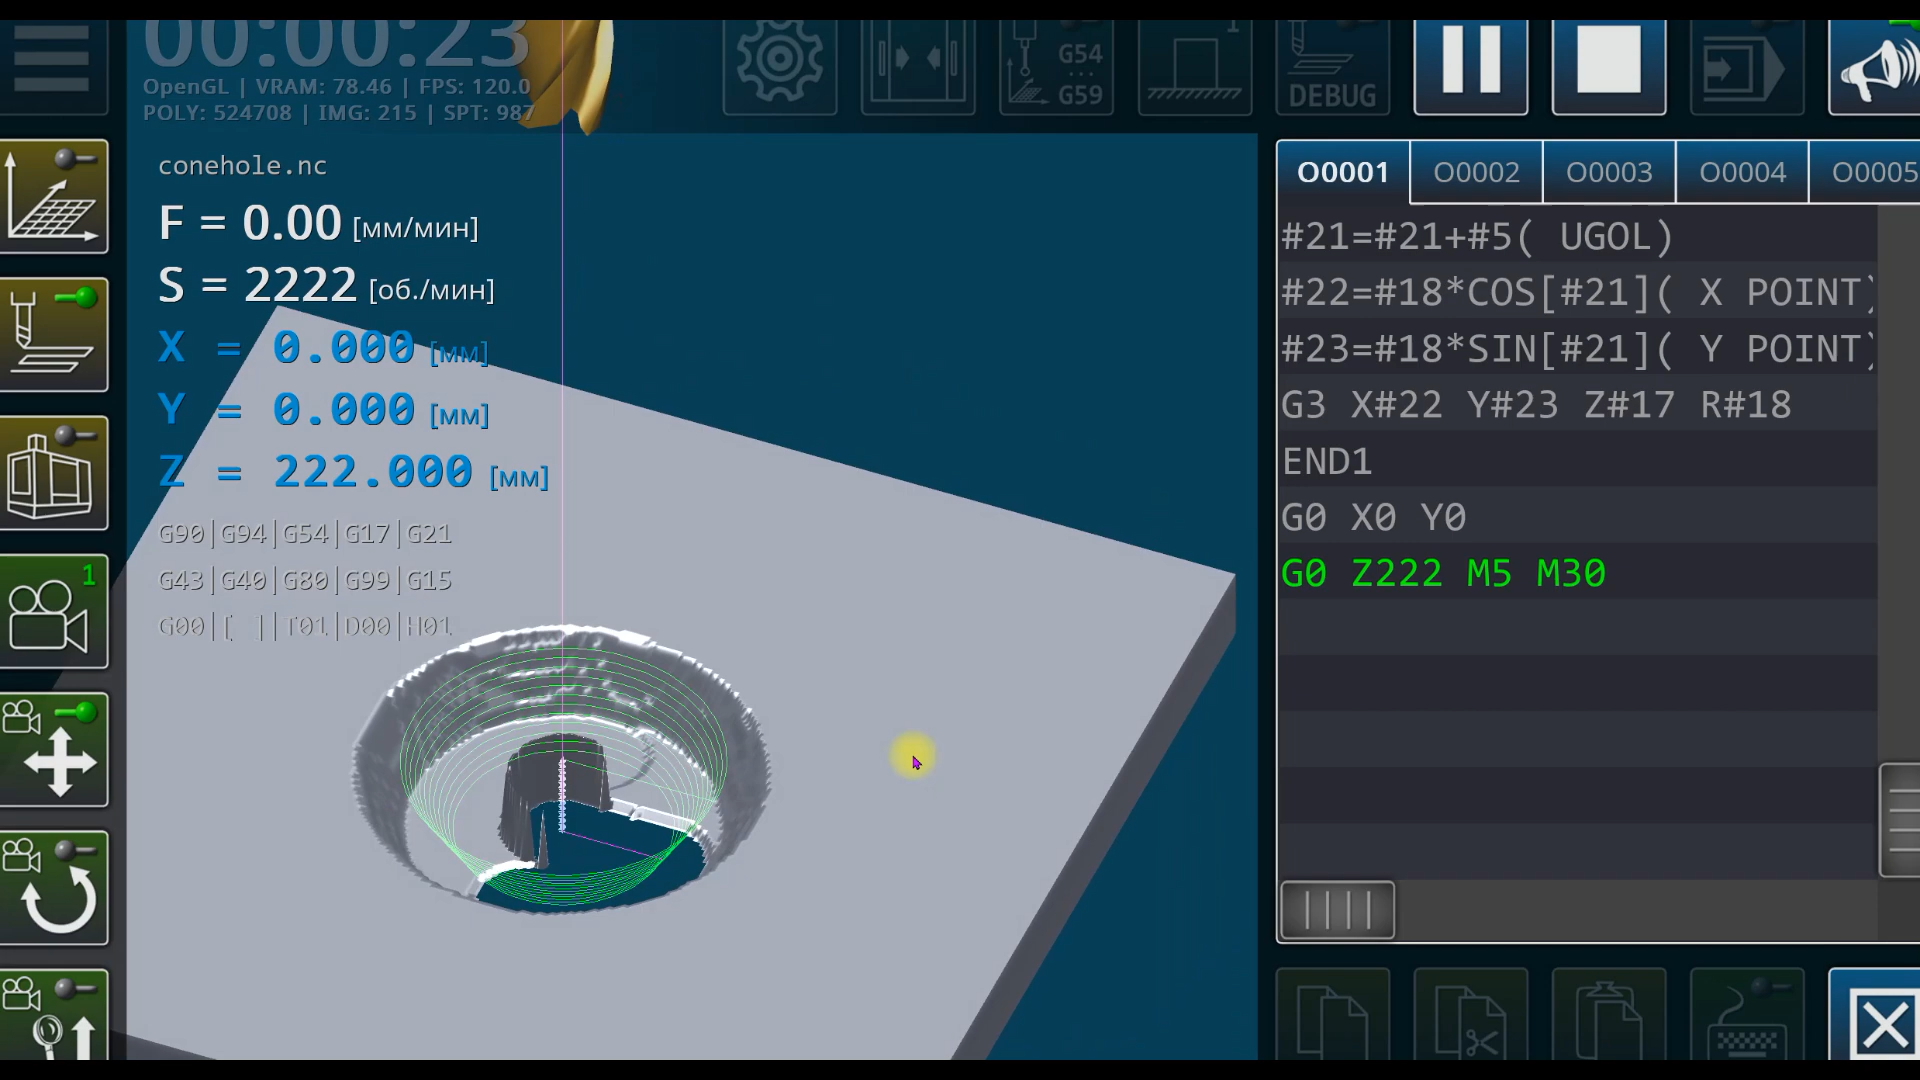 00:00:23
OpenGL | VRAM: 78.46 | FPS: 120.0
POLY: 524708 | IMG: 215 | SPT: 987
G54
...
G59
1
DEBUG
conehole.nc
F = 0.00 [мм/мин]
S = 2222 [об./мин]
X = 0.000 [мм]
Y = 0.000 [мм]
Z = 222.000 [мм]
G90|G94|G54|G17|G21
G43|G40|G80|G99|G15
G00|[ ]|T01|D00|H01
1
O0001 O0002 O0003 O0004 O0005
#21=#21+#5( UGOL)
#22=#18*COS[#21]( X POINT)
#23=#18*SIN[#21]( Y POINT)
G3 X#22 Y#23 Z#17 R#18
END1
G0 X0 Y0
G0 Z222 M5 M30